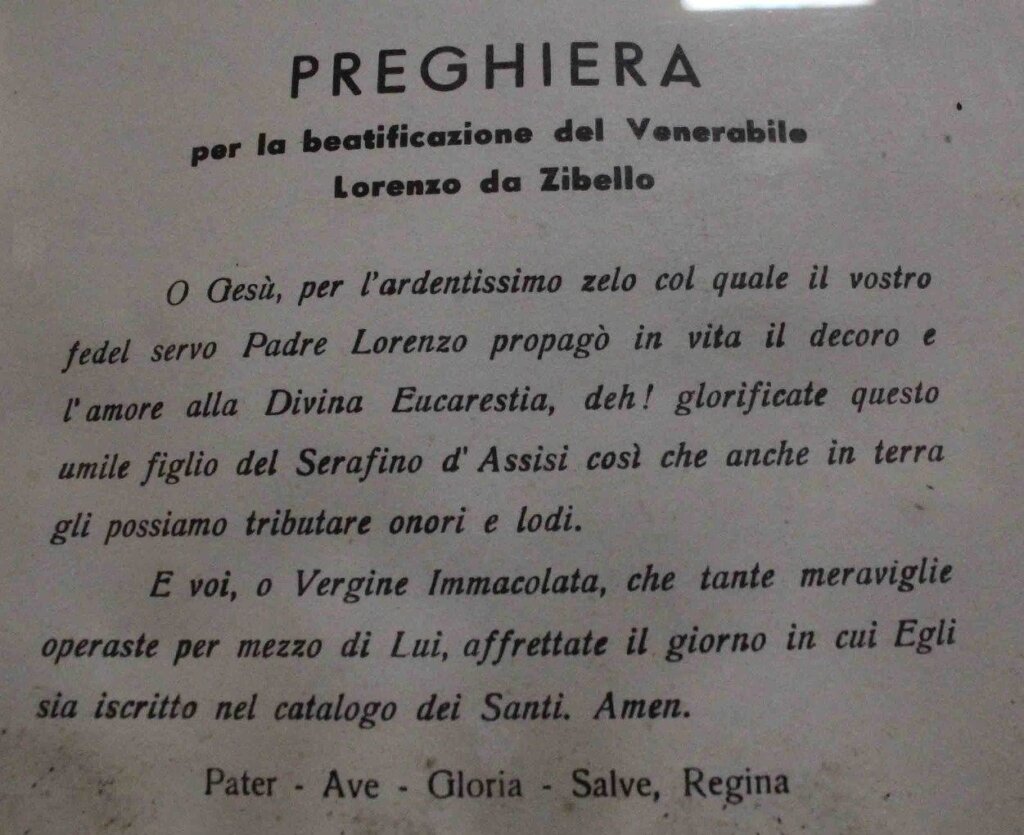 PREGHIERA
per la beatificazione del Venerabile
Lorenzo da Zibello
O Gesù, per l'ardentissimo zelo col quale il vostro
fedel servo Padre Lorenzo propagò in vita il decoro e
l'amore alla Divina Eucarestia, deh! glorificate questo
umile figlio del Serafino d'Assisi così che anche in terra
gli possiamo tributare onori e lodi.
E voi, o Vergine Immacolata, che tante meraviglie
operaste per mezzo di Lui, affrettate il giorno in cui Egli
sia iscritto nel catalogo dei Santi. Amen.
Pater - Ave - Gloria - Salve, Regina